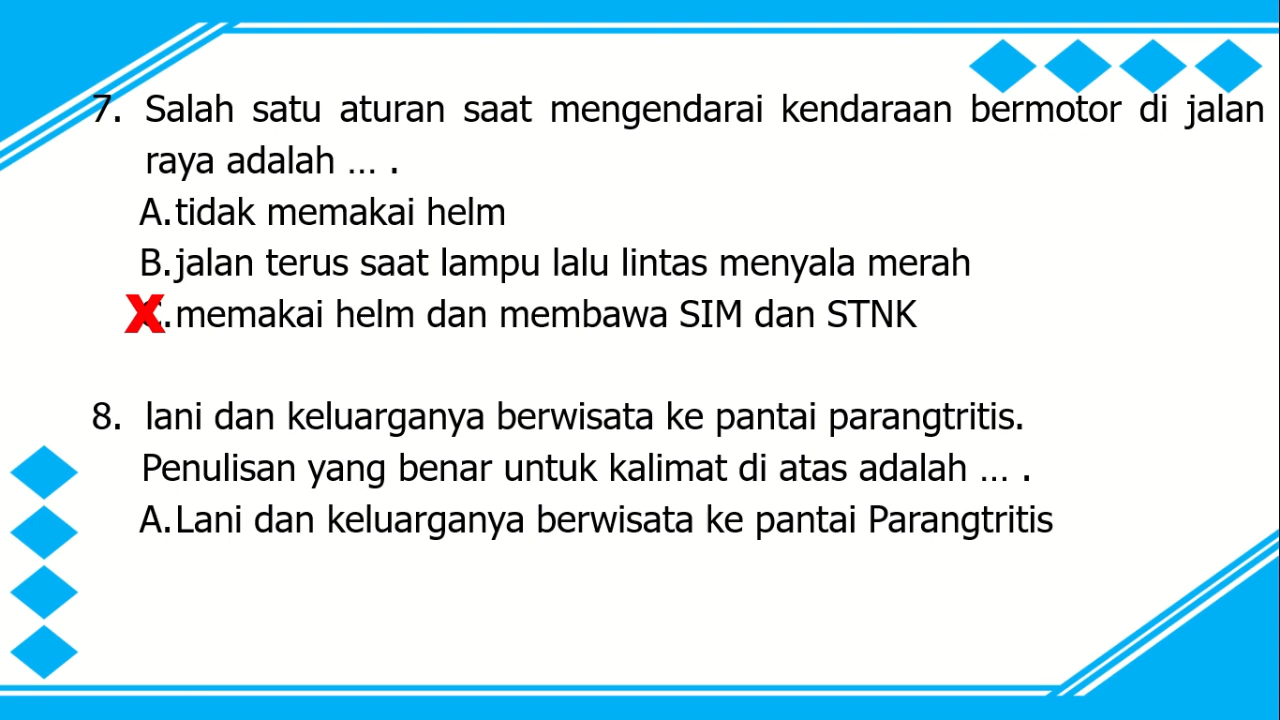 7. Salah satu aturan saat mengendarai kendaraan bermotor di jalan
raya adalah ... .
A. tidak memakai helm
B. jalan terus saat lampu lalu lintas menyala merah
C. memakai helm dan membawa SIM dan STNK
8. lani dan keluarganya berwisata ke pantai parangtritis.
Penulisan yang benar untuk kalimat di atas adalah ... .
A. Lani dan keluarganya berwisata ke pantai Parangtritis